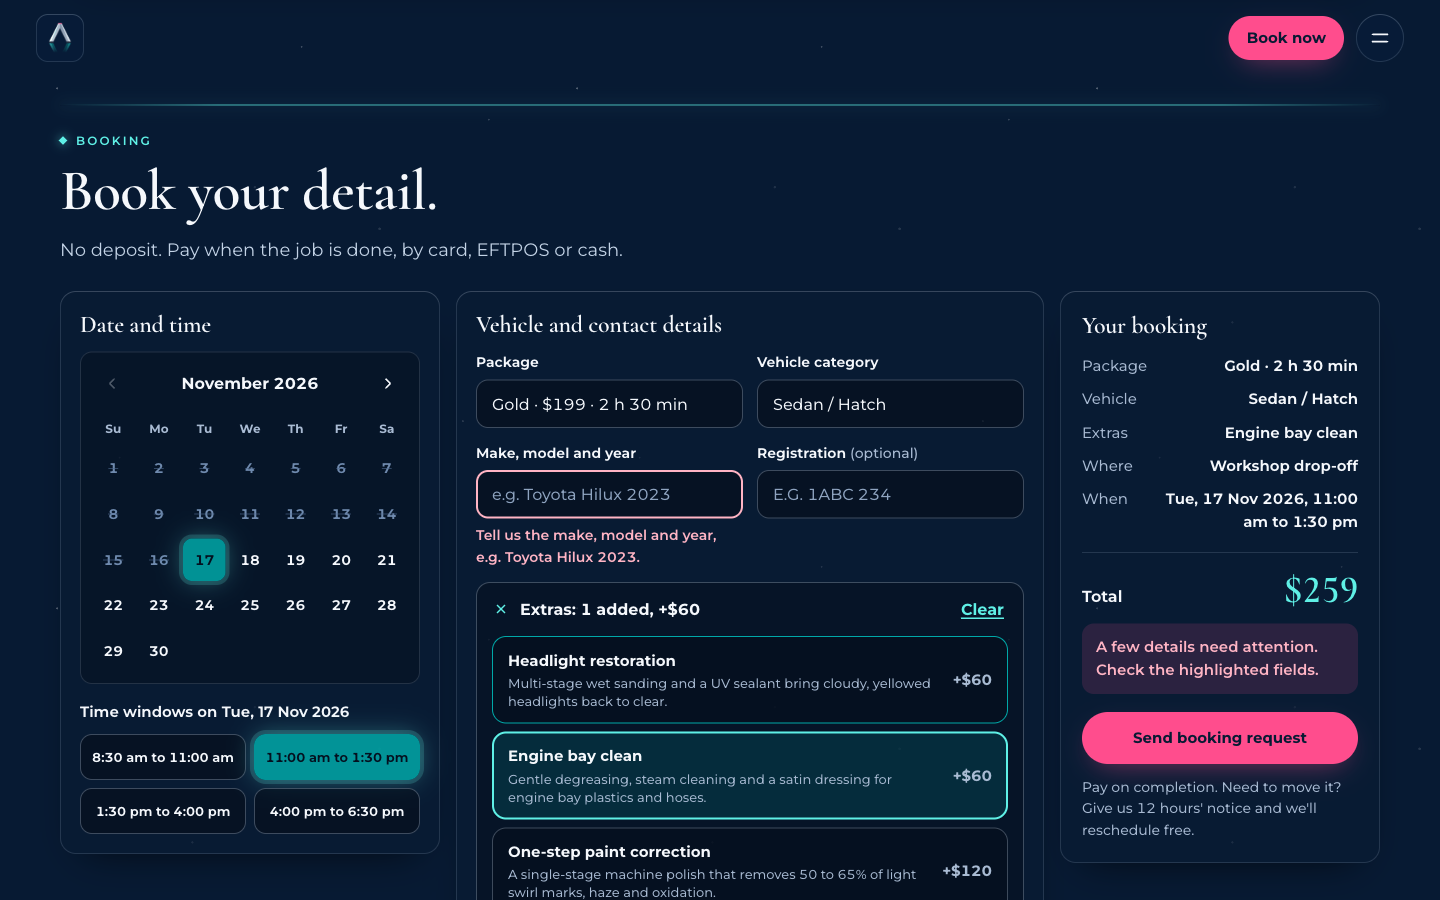 Book now
BOOKING
Book your detail.
No deposit. Pay when the job is done, by card, EFTPOS or cash.
Date and time
November 2026
Su Mo Tu We Th Fr Sa
1 2 3 4 5 6 7
8 9 10 11 12 13 14
15 16 17 18 19 20 21
22 23 24 25 26 27 28
29 30
Time windows on Tue, 17 Nov 2026
8:30 am to 11:00 am
11:00 am to 1:30 pm
1:30 pm to 4:00 pm
4:00 pm to 6:30 pm
Vehicle and contact details
Package
Gold · $199 · 2 h 30 min
Vehicle category
Sedan / Hatch
Make, model and year
e.g. Toyota Hilux 2023
Tell us the make, model and year,
e.g. Toyota Hilux 2023.
Registration (optional)
E.G. 1ABC 234
Extras: 1 added, +$60
Clear
Headlight restoration
Multi-stage wet sanding and a UV sealant bring cloudy, yellowed
headlights back to clear.
+$60
Engine bay clean
Gentle degreasing, steam cleaning and a satin dressing for
engine bay plastics and hoses.
+$60
One-step paint correction
A single-stage machine polish that removes 50 to 65% of light
swirl marks, haze and oxidation.
+$120
Your booking
Package Gold · 2 h 30 min
Vehicle Sedan / Hatch
Extras Engine bay clean
Where Workshop drop-off
When Tue, 17 Nov 2026, 11:00
am to 1:30 pm
Total $259
A few details need attention.
Check the highlighted fields.
Send booking request
Pay on completion. Need to move it?
Give us 12 hours' notice and we'll
reschedule free.